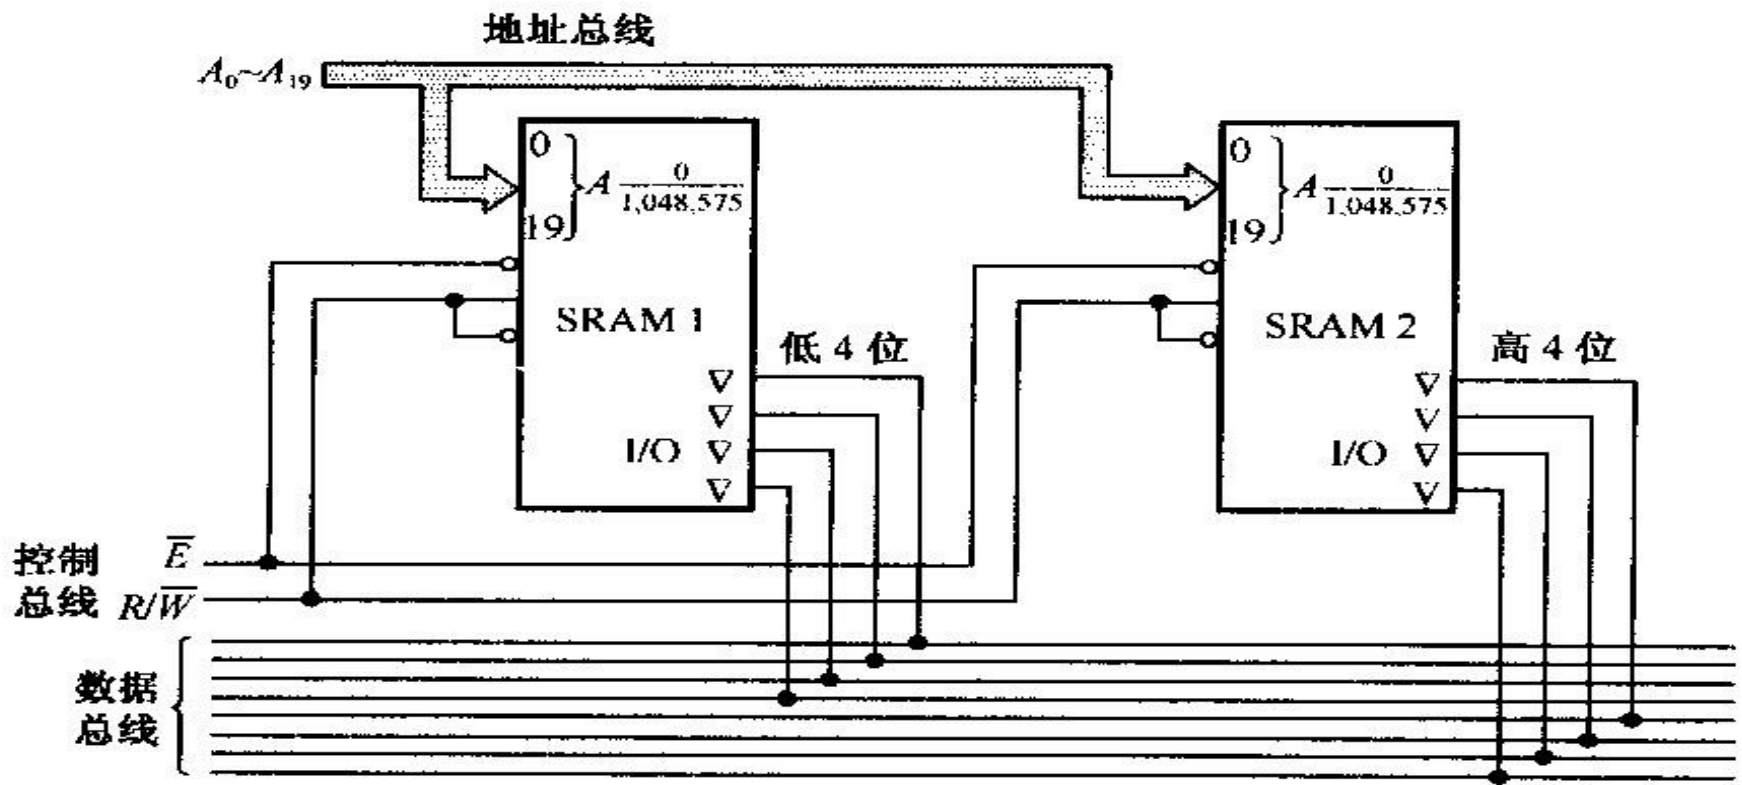 地址总线
A₀~A₁₉
0
19
A 0/1,048,575
SRAM 1
I/O
▽
▽
▽
▽
低 4 位
0
19
A 0/1,048,575
SRAM 2
I/O
▽
▽
▽
▽
高 4 位
控制
总线
E̅
R/W̅
数据
总线